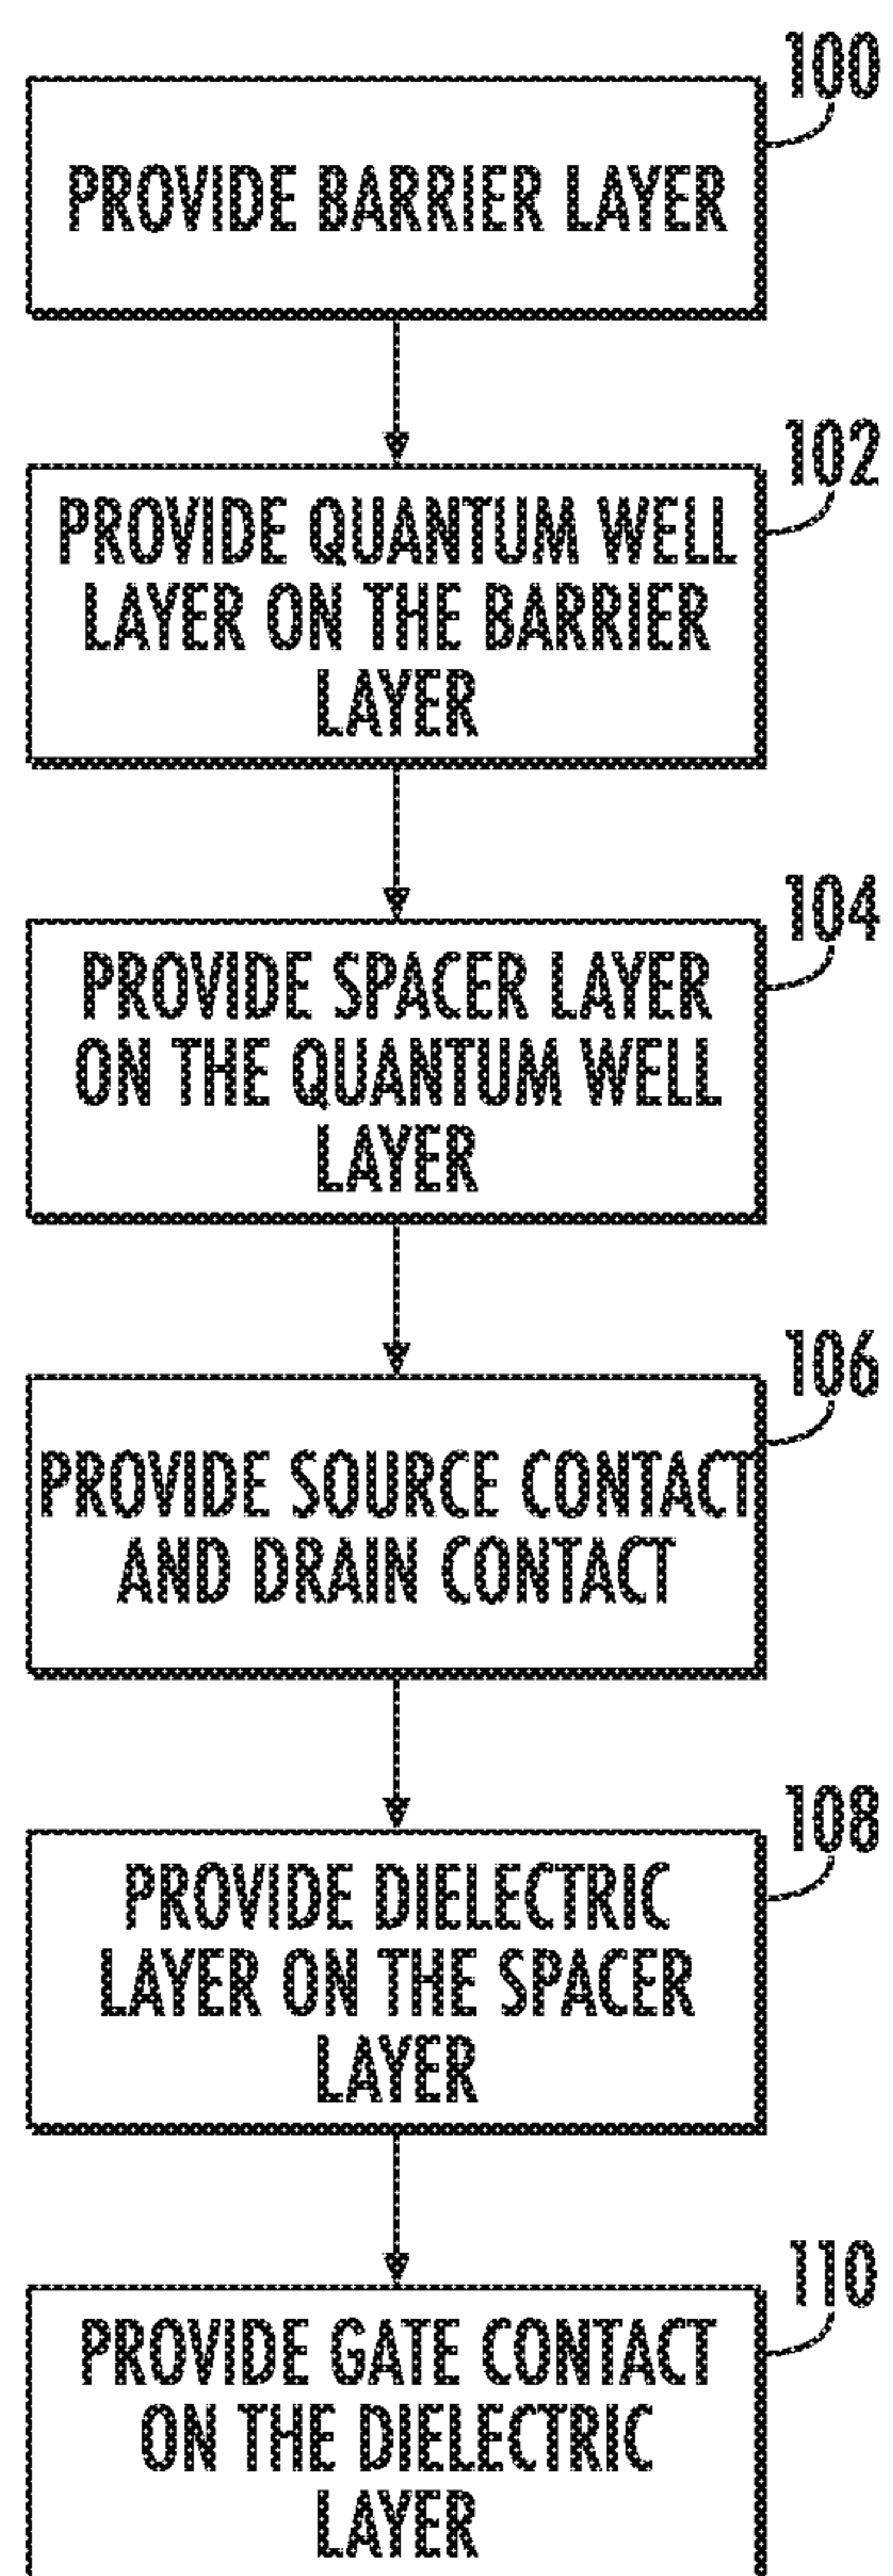 100
PROVIDE BARRIER LAYER
102
PROVIDE QUANTUM WELL
LAYER ON THE BARRIER
LAYER
104
PROVIDE SPACER LAYER
ON THE QUANTUM WELL
LAYER
106
PROVIDE SOURCE CONTACT
AND DRAIN CONTACT
108
PROVIDE DIELECTRIC
LAYER ON THE SPACER
LAYER
110
PROVIDE GATE CONTACT
ON THE DIELECTRIC
LAYER